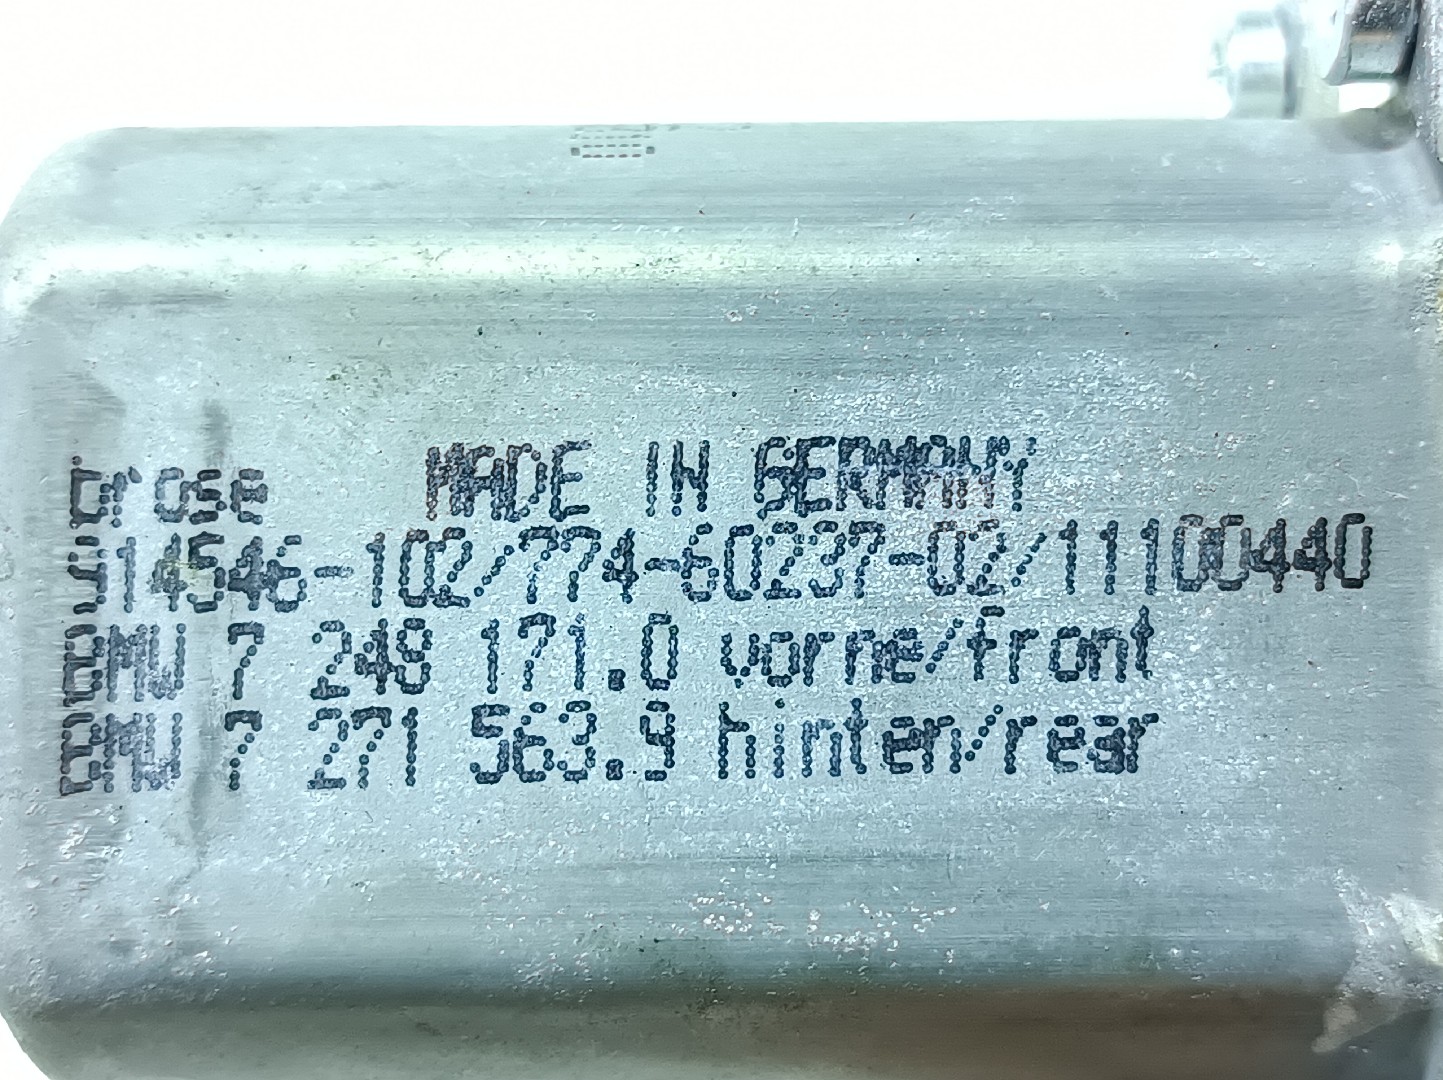 brose MADE IN GERMANY
J14546-102/774-60237-02/11100440
BMW 7 248 171.0 vorne/front
BMW 7 271 563.9 hinten/rear